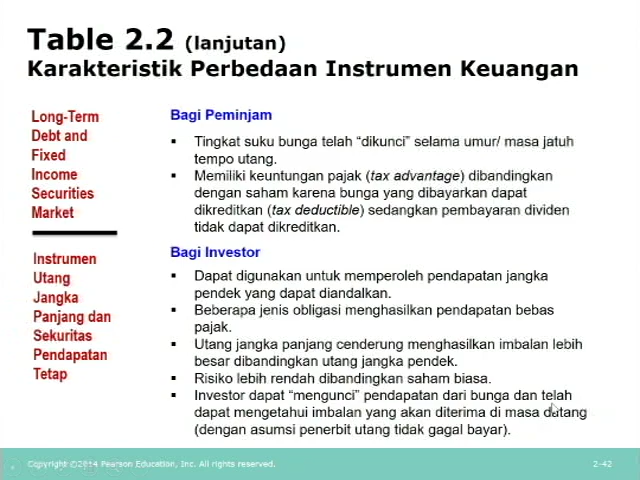 Table 2.2 (lanjutan)
Karakteristik Perbedaan Instrumen Keuangan
Long-Term
Debt and
Fixed
Income
Securities
Market
Instrumen
Utang
Jangka
Panjang dan
Sekuritas
Pendapatan
Tetap
Bagi Peminjam
▪ Tingkat suku bunga telah “dikunci” selama umur/ masa jatuh
tempo utang.
▪ Memiliki keuntungan pajak (tax advantage) dibandingkan
dengan saham karena bunga yang dibayarkan dapat
dikreditkan (tax deductible) sedangkan pembayaran dividen
tidak dapat dikreditkan.
Bagi Investor
▪ Dapat digunakan untuk memperoleh pendapatan jangka
pendek yang dapat diandalkan.
▪ Beberapa jenis obligasi menghasilkan pendapatan bebas
pajak.
▪ Utang jangka panjang cenderung menghasilkan imbalan lebih
besar dibandingkan utang jangka pendek.
▪ Risiko lebih rendah dibandingkan saham biasa.
▪ Investor dapat “mengunci” pendapatan dari bunga dan telah
dapat mengetahui imbalan yang akan diterima di masa datang
(dengan asumsi penerbit utang tidak gagal bayar).
Copyright ©2014 Pearson Education, Inc. All rights reserved.
2-42